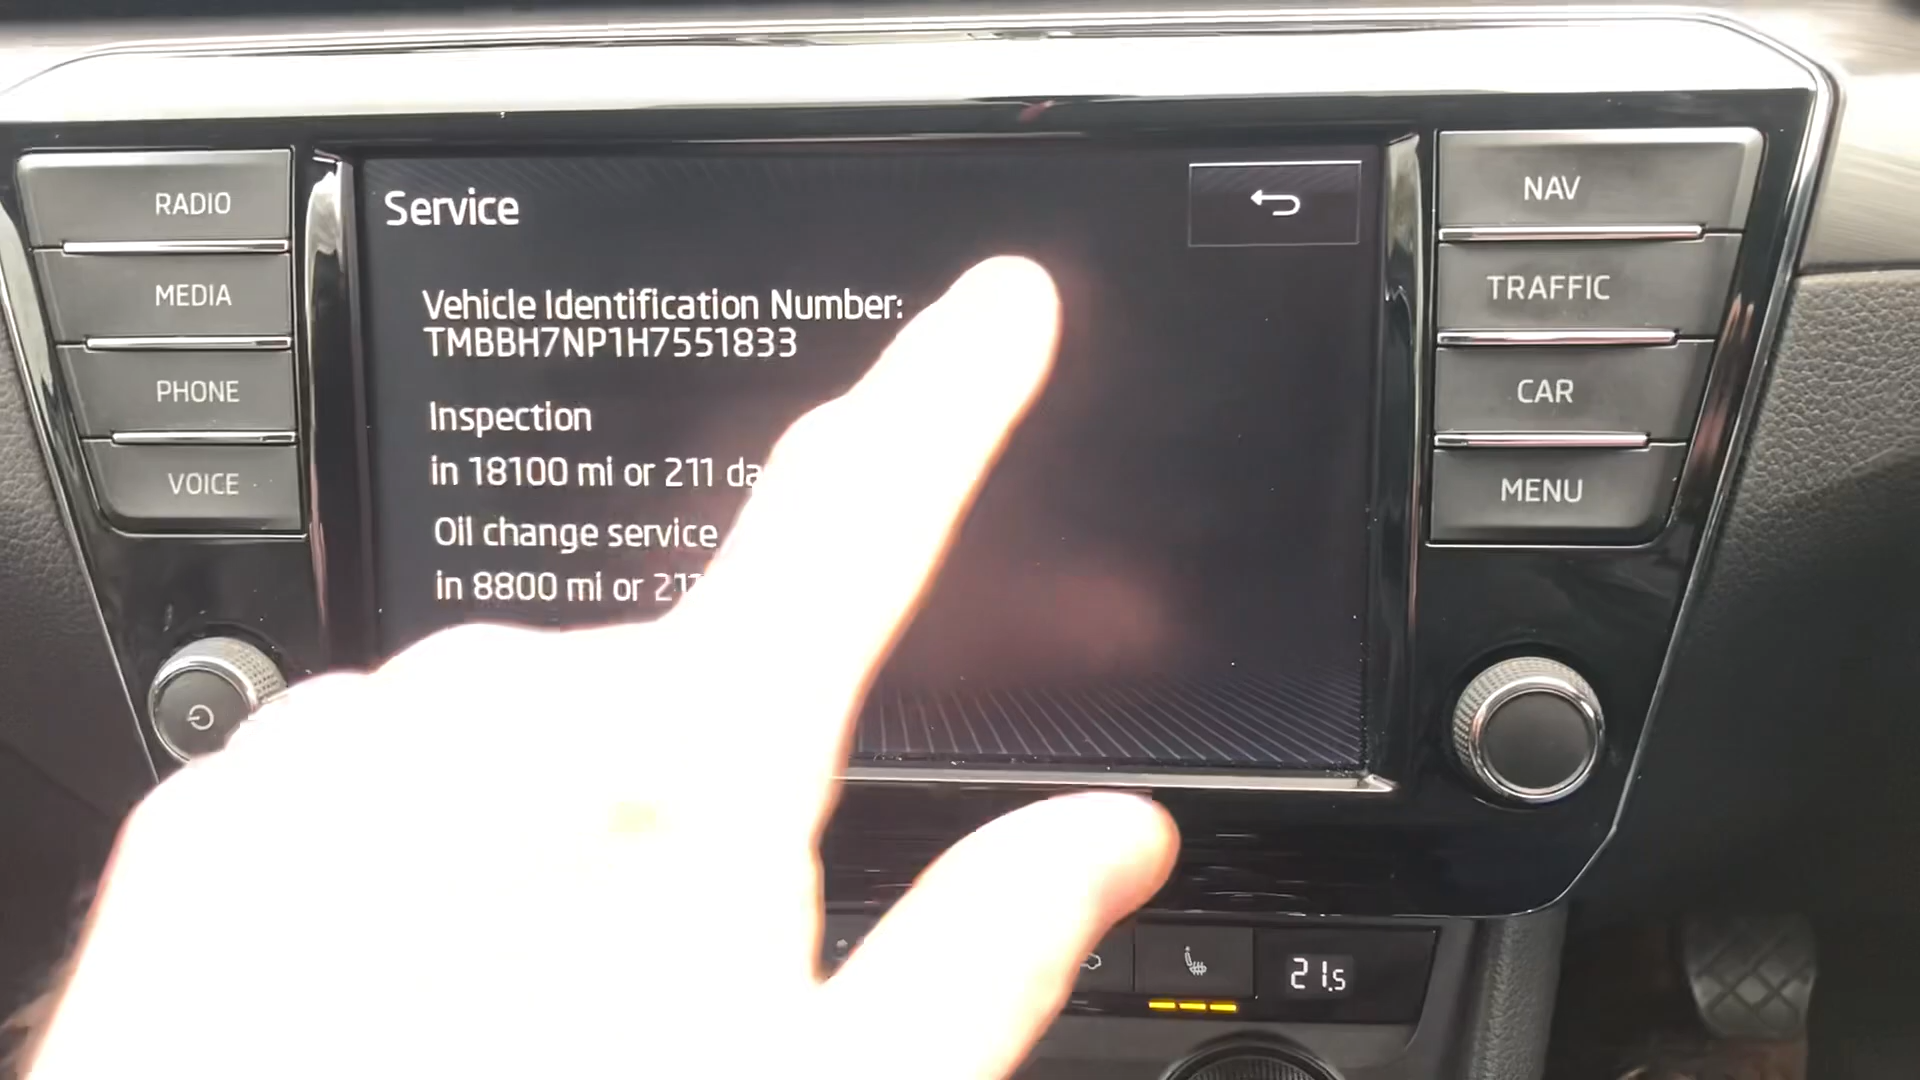 RADIO
MEDIA
PHONE
VOICE
Service
Vehicle Identification Number:
TMBBH7NP1H7551833
Inspection
in 18100 mi or 211
Oil change service
in 8800 mi or
NAV
TRAFFIC
CAR
MENU
21.5